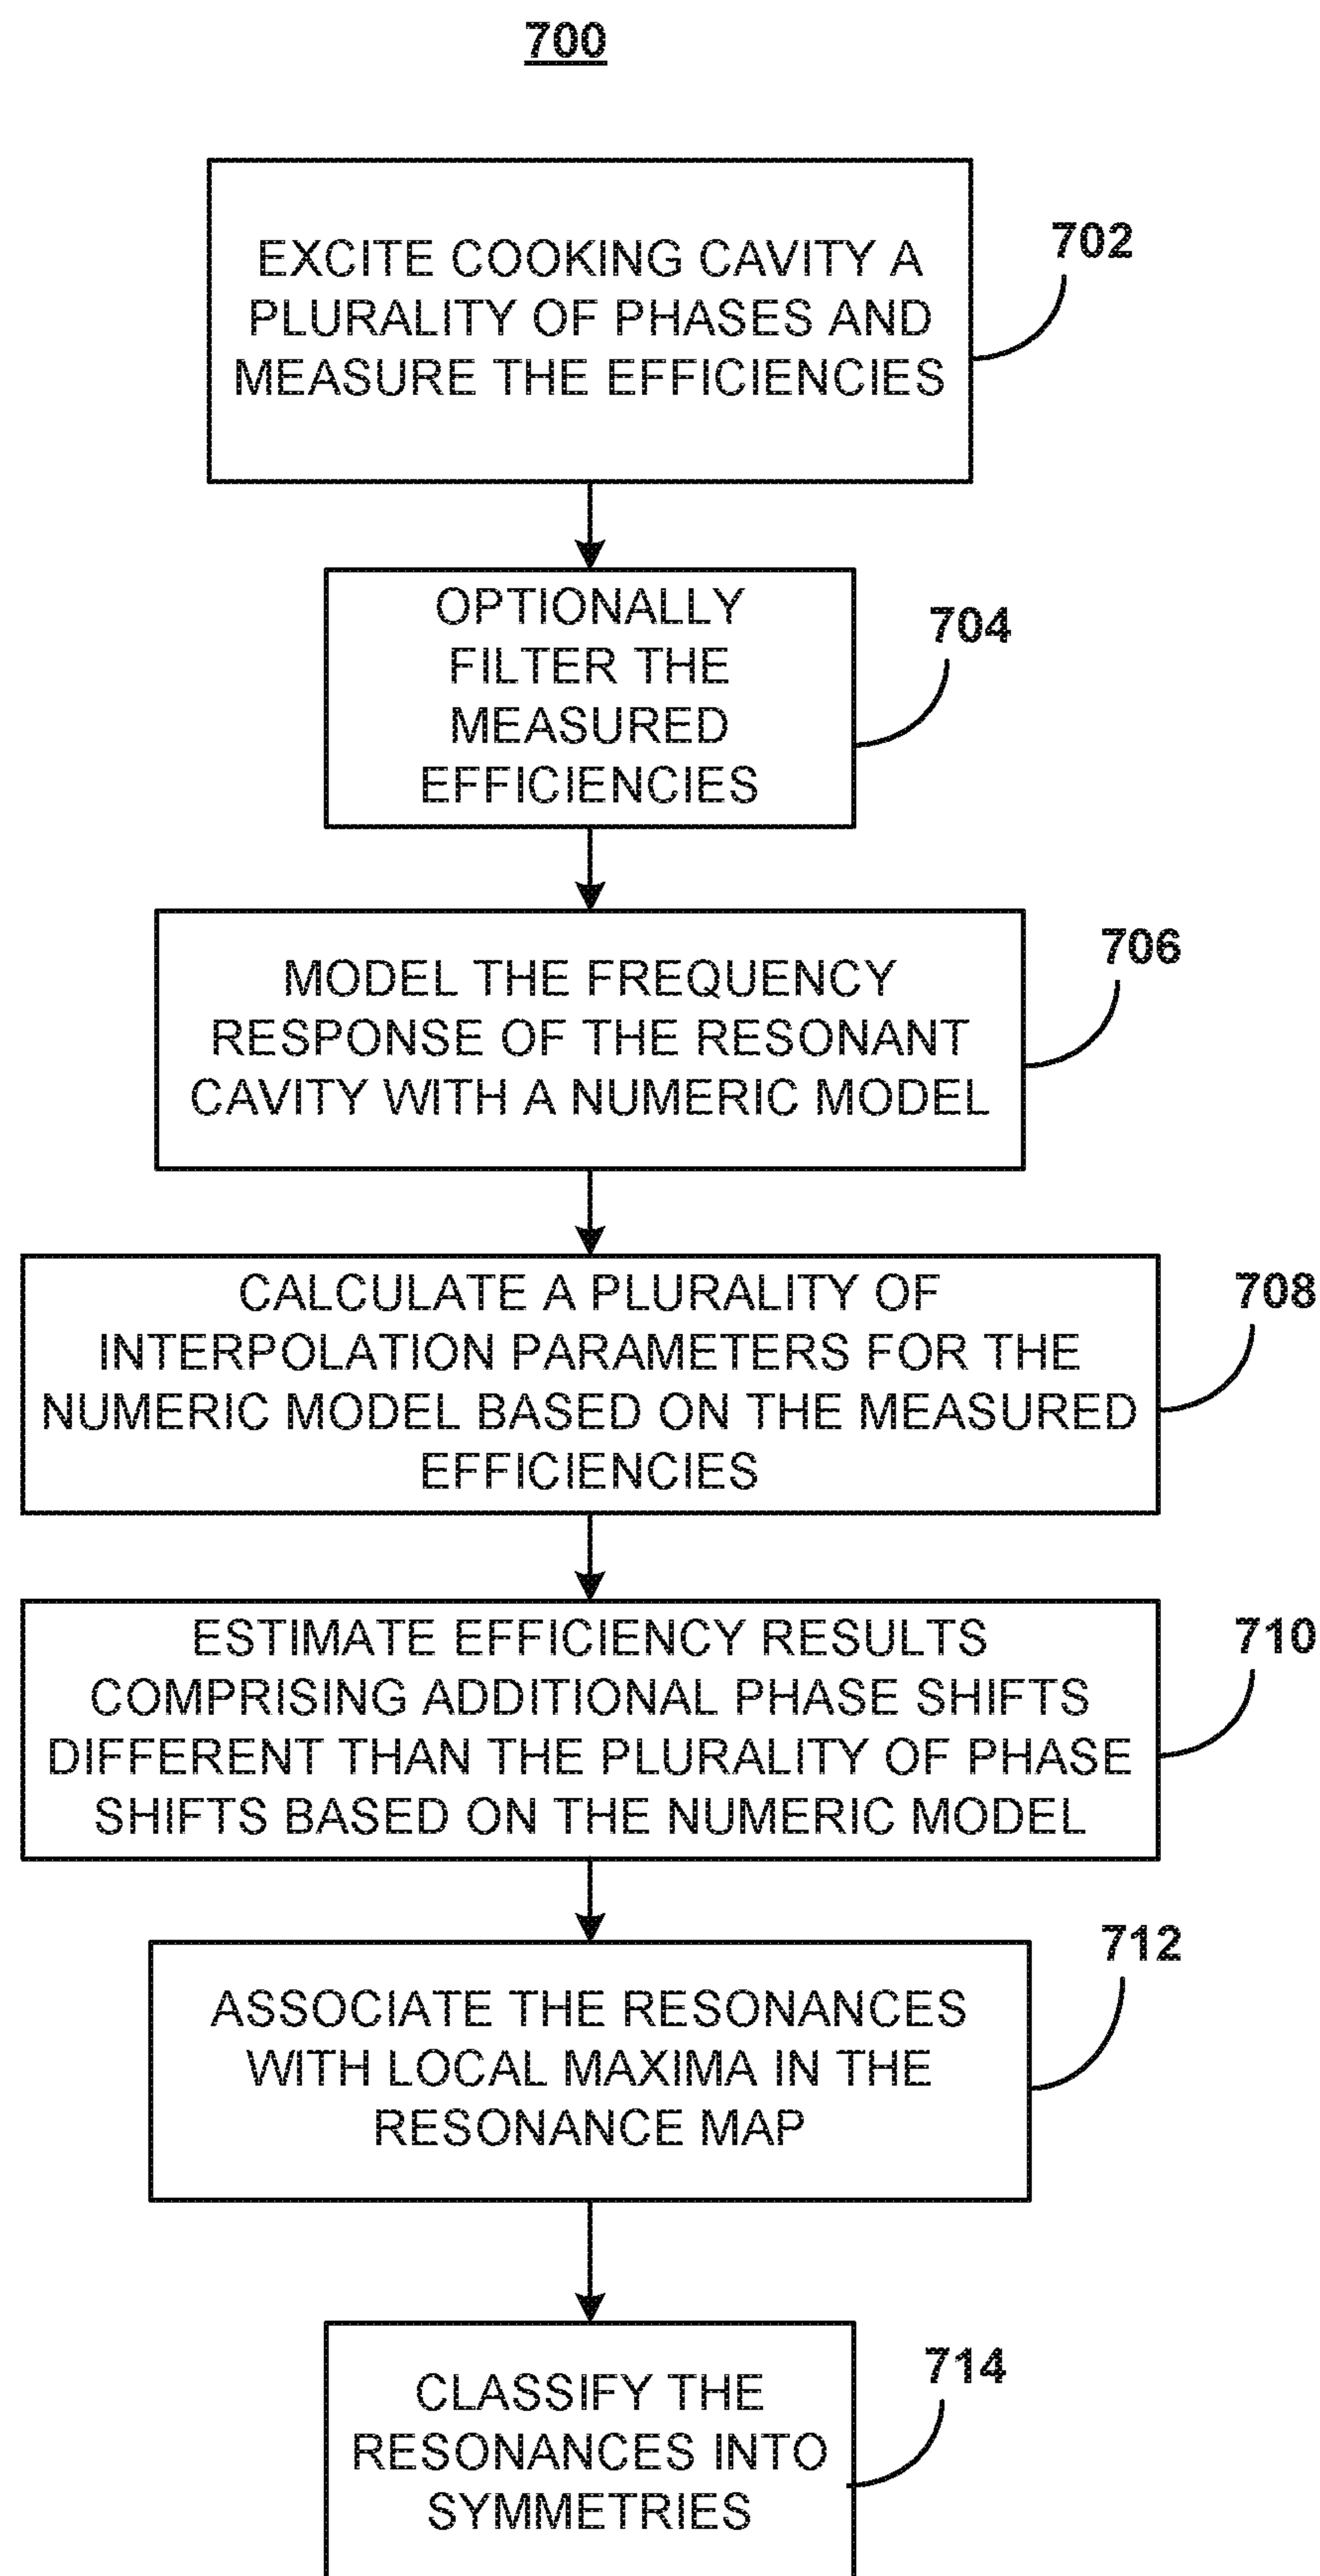 700
EXCITE COOKING CAVITY A
PLURALITY OF PHASES AND
MEASURE THE EFFICIENCIES
702
OPTIONALLY
FILTER THE
MEASURED
EFFICIENCIES
704
MODEL THE FREQUENCY
RESPONSE OF THE RESONANT
CAVITY WITH A NUMERIC MODEL
706
CALCULATE A PLURALITY OF
INTERPOLATION PARAMETERS FOR THE
NUMERIC MODEL BASED ON THE MEASURED
EFFICIENCIES
708
ESTIMATE EFFICIENCY RESULTS
COMPRISING ADDITIONAL PHASE SHIFTS
DIFFERENT THAN THE PLURALITY OF PHASE
SHIFTS BASED ON THE NUMERIC MODEL
710
ASSOCIATE THE RESONANCES
WITH LOCAL MAXIMA IN THE
RESONANCE MAP
712
CLASSIFY THE
RESONANCES INTO
SYMMETRIES
714